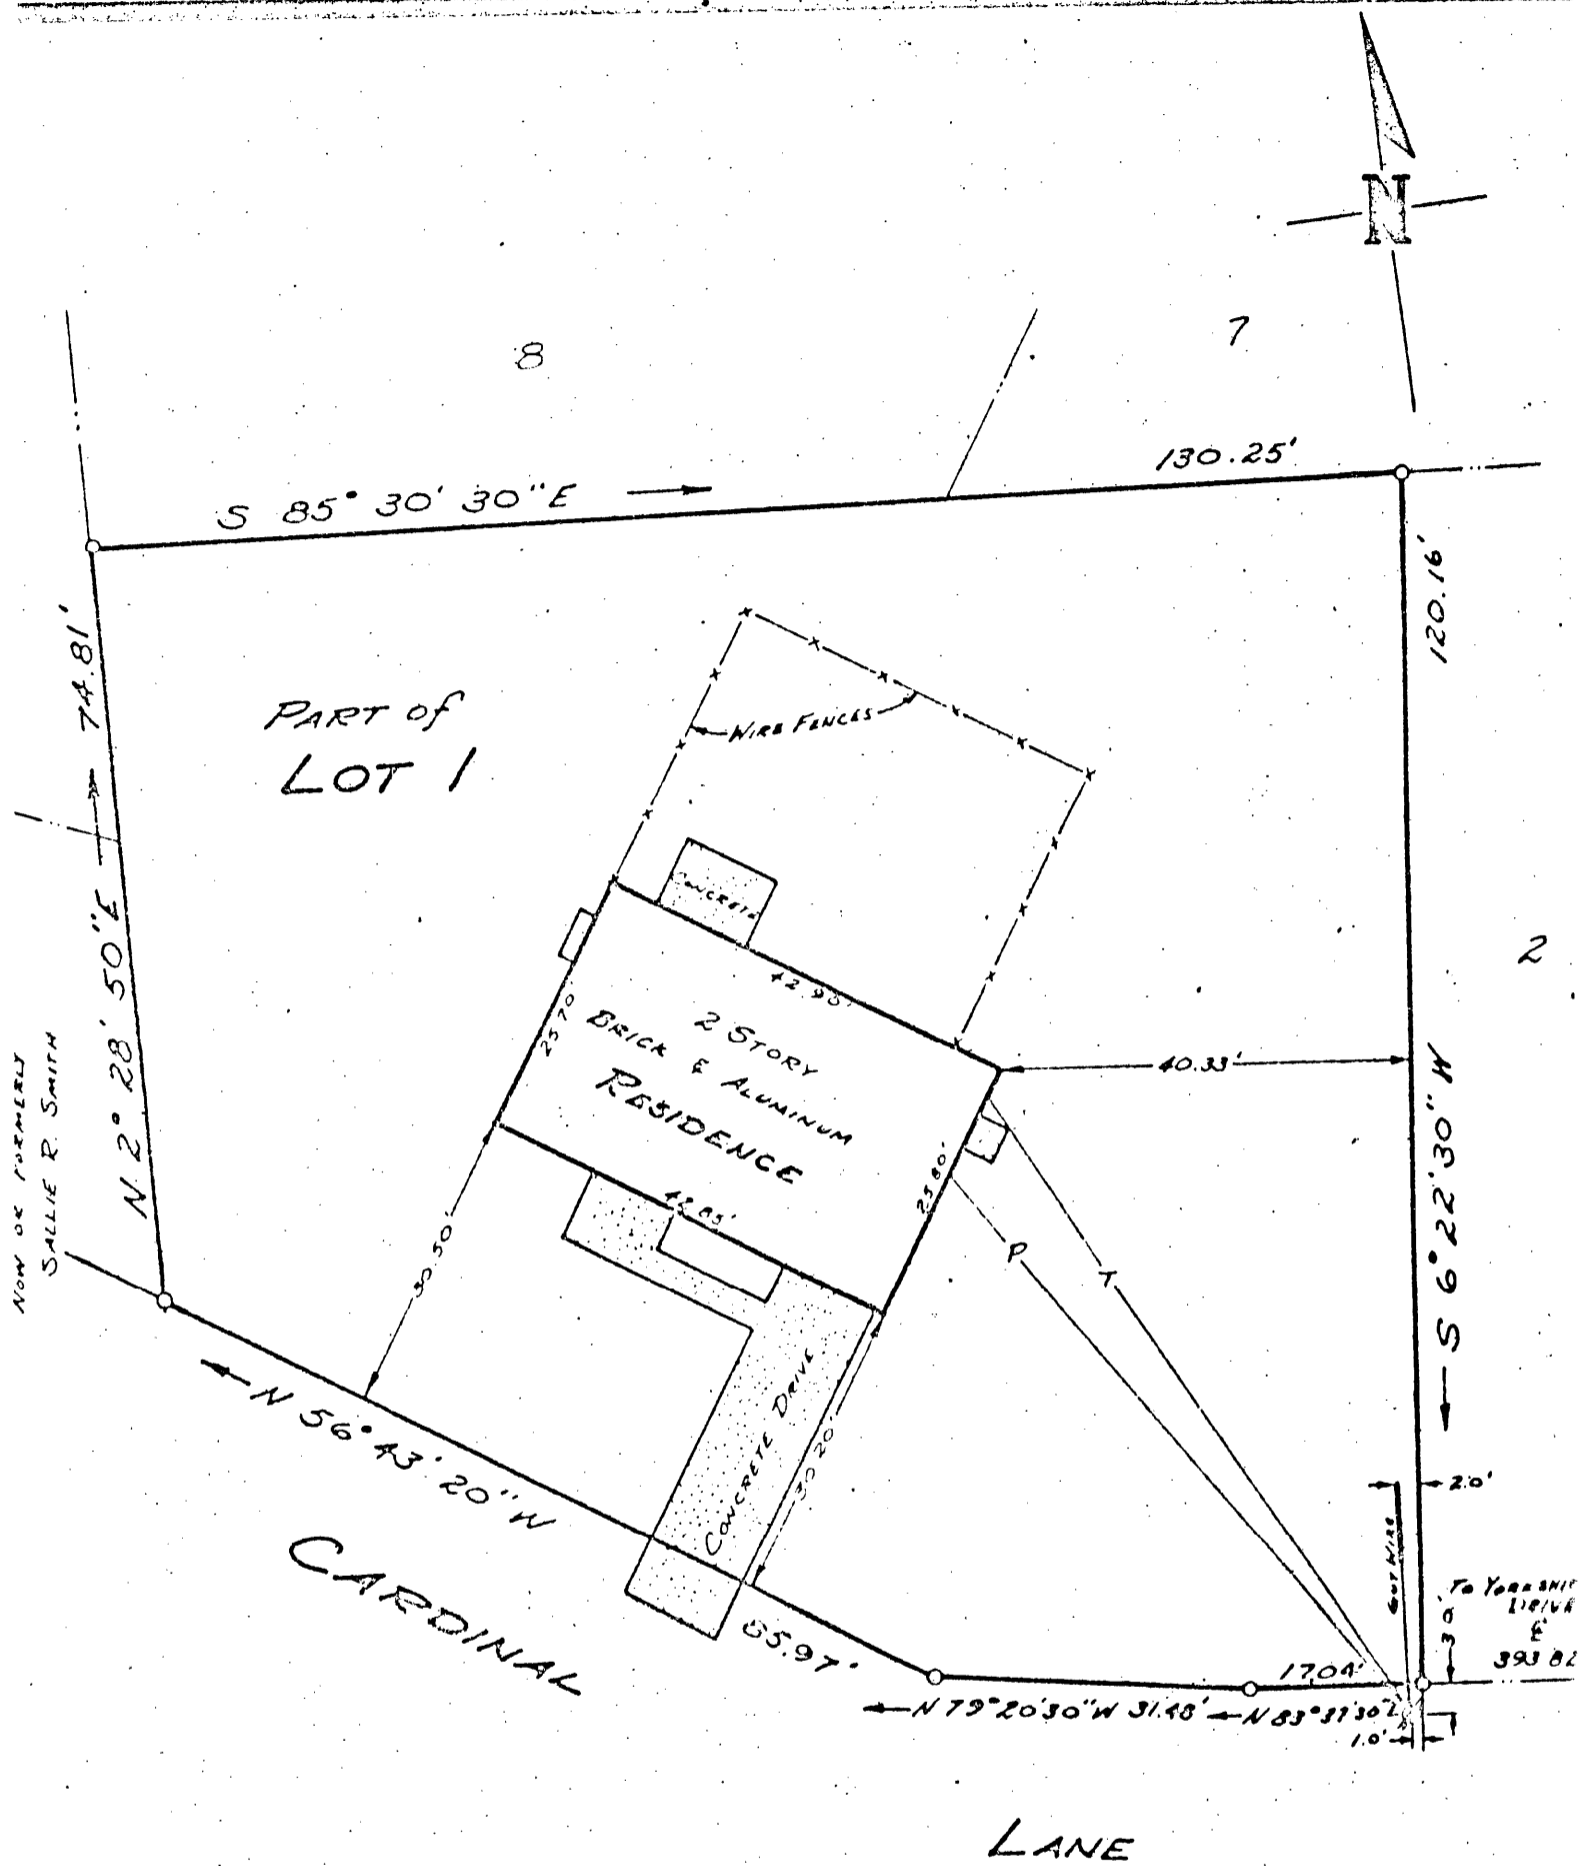 N
8
7
130.25'
S 85° 30' 30" E
120.16'
N 2° 28' 50" E
74.81'
PART of
LOT 1
WIRE FENCES
CONCRETE
42.90'
25.70'
2 STORY
BRICK & ALUMINUM
RESIDENCE
42.85'
25.80'
40.33'
2
S 6° 22' 30" W
NOW OR FORMERLY
SALLIE R. SMITH
30.50'
P
T
CONCRETE DRIVE
30.20'
N 56° 43' 20" W
85.97'
2.0'
GUY WIRE
3.0'
TO YORKSHIRE
DRIVE
393.82
17.04'
N 79° 20' 30" W 31.48'
N 83° 37' 30"
1.0'
CARDINAL
LANE